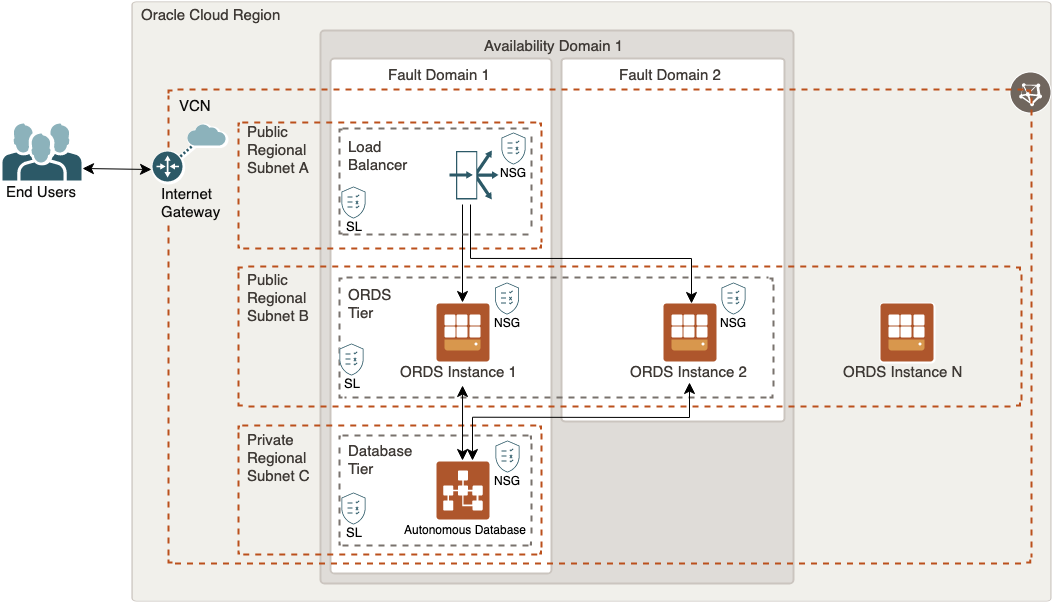 Oracle Cloud Region
Availability Domain 1
Fault Domain 1
Fault Domain 2
VCN
End Users
Internet
Gateway
Public
Regional
Subnet A
Load
Balancer
NSG
SL
Public
Regional
Subnet B
ORDS
Tier
NSG
NSG
SL
ORDS Instance 1
ORDS Instance 2
ORDS Instance N
Private
Regional
Subnet C
Database
Tier
NSG
SL
Autonomous Database